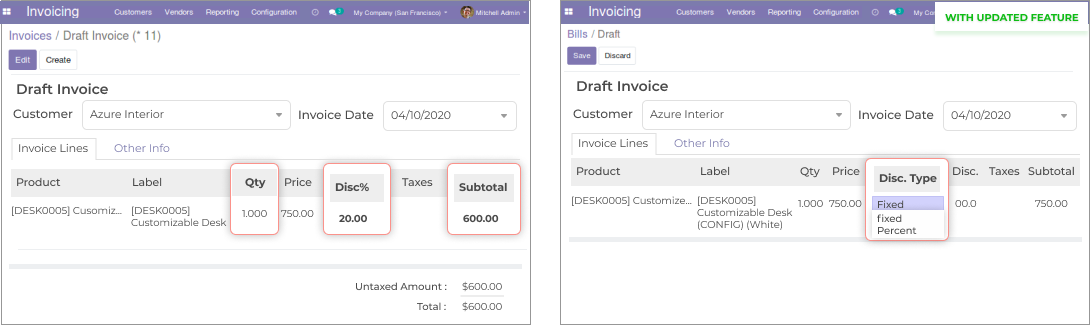 Invoicing Customers Vendors Reporting Configuration My Company (San Francisco) Mitchell Admin
Invoices / Draft Invoice (* 11)
Edit Create
Draft Invoice
Customer Azure Interior Invoice Date 04/10/2020
Invoice Lines Other Info
Product Label Qty Price Disc% Taxes Subtotal
[DESK0005] Cusomiz... [DESK0005] 1.000 750.00 20.00 600.00
Customizable Desk
Untaxed Amount : $600.00
Total : $600.00
Invoicing Customers Vendors Reporting Configuration My Co
WITH UPDATED FEATURE
Bills / Draft
Save Discard
Draft Invoice
Customer Azure Interior Invoice Date 04/10/2020
Invoice Lines Other Info
Product Label Qty Price Disc. Type Disc. Taxes Subtotal
[DESK0005] Customize... [DESK0005] 1.000 750.00 Fixed 00.0 750.00
Customizable Desk fixed
(CONFIG) (White) Percent